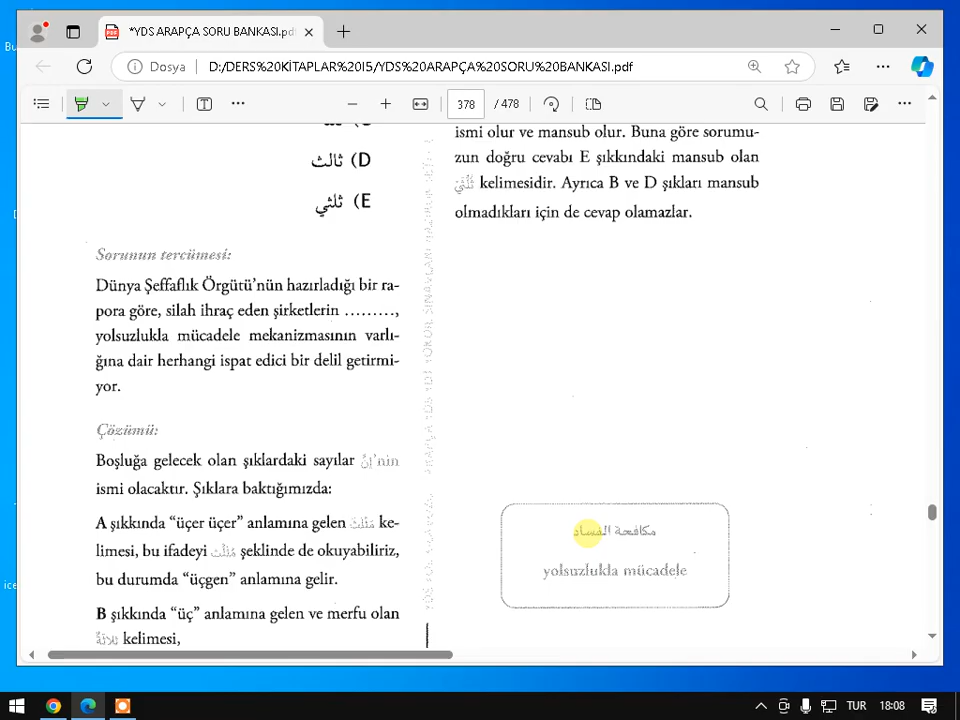 *YDS ARAPÇA SORU BANKASI.pd
Dosya
D:/DERS%20KİTAPLAR%20I5/YDS%20ARAPÇA%20SORU%20BANKASI.pdf
378 / 478
D) ثالث
E) ثلثي
Sorunun tercümesi:
Dünya Şeffaflık Örgütü'nün hazırladığı bir ra-
pora göre, silah ihraç eden şirketlerin ………,
yolsuzlukla mücadele mekanizmasının varlı-
ğına dair herhangi ispat edici bir delil getirmi-
yor.
Çözümü:
Boşluğa gelecek olan şıklardaki sayılar إنّ'nin
ismi olacaktır. Şıklara baktığımızda:
A şıkkında "üçer üçer" anlamına gelen ke-
limesi, bu ifadeyi şeklinde de okuyabiliriz,
bu durumda "üçgen" anlamına gelir.
B şıkkında "üç" anlamına gelen ve merfu olan
kelimesi,
ismi olur ve mansub olur. Buna göre sorumu-
zun doğru cevabı E şıkkındaki mansub olan
kelimesidir. Ayrıca B ve D şıkları mansub
olmadıkları için de cevap olamazlar.
مكافحة الفساد
yolsuzlukla mücadele
Bu
ice
TUR
18:08